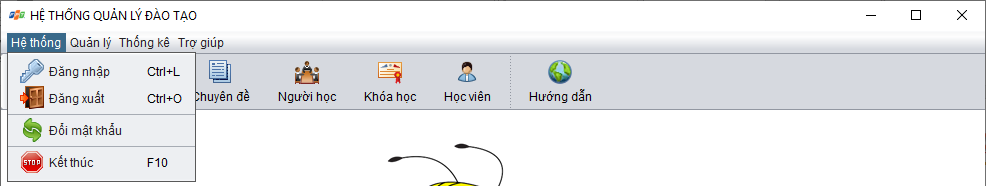 HỆ THỐNG QUẢN LÝ ĐÀO TẠO
Hệ thống Quản lý Thống kê Trợ giúp
Đăng nhập Ctrl+L
Đăng xuất Ctrl+O
Đổi mật khẩu
Kết thúc F10
Chuyên đề Người học Khóa học Học viên Hướng dẫn
STOP